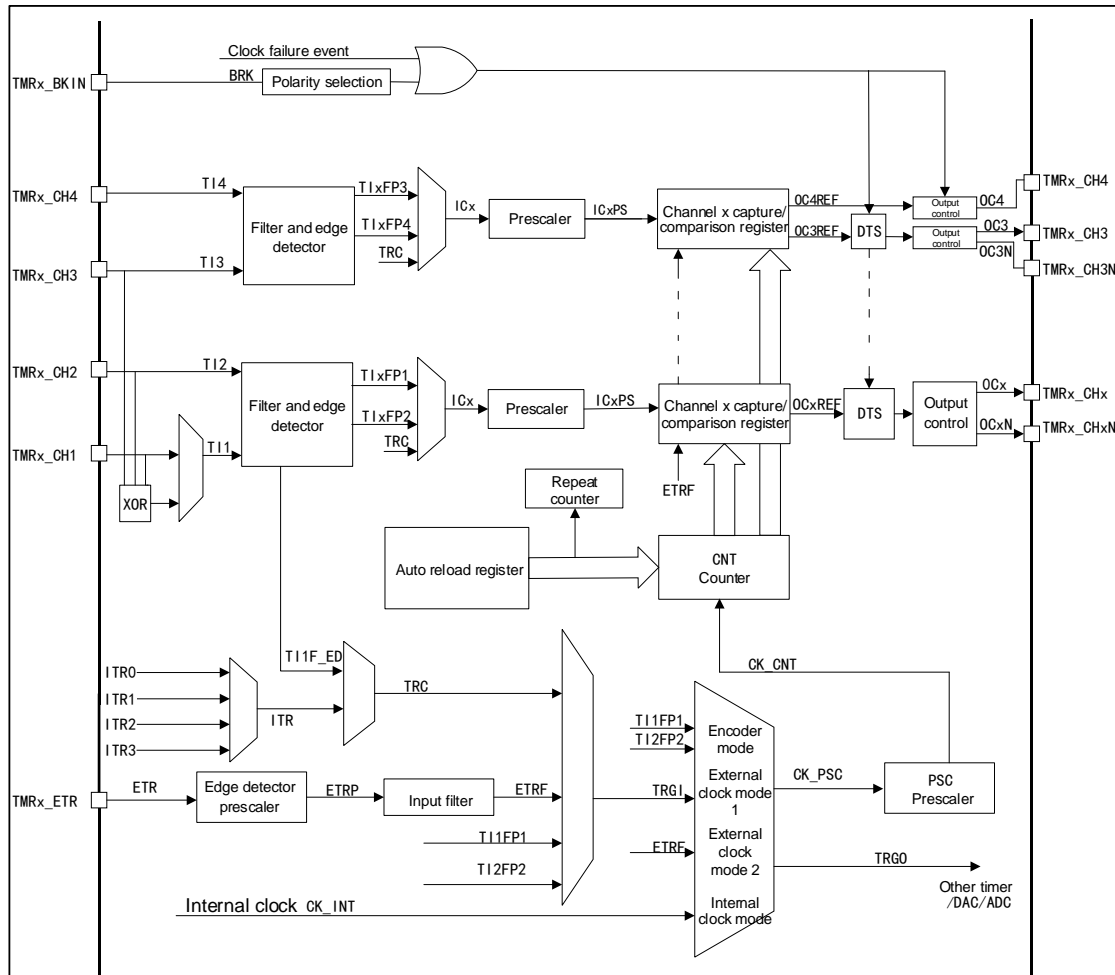 Clock failure event
TMRx_BKIN
BRK
Polarity selection
TMRx_CH4
TI4
TIxFP3
ICx
Prescaler
ICxPS
Channel x capture/
comparison register
OC4REF
Output
control
OC4
TMRx_CH4
Filter and edge
detector
TIxFP4
TRC
OC3REF
DTS
Output
control
OC3
TMRx_CH3
OC3N
TMRx_CH3N
TMRx_CH3
TI3
TMRx_CH2
TI2
TIxFP1
Filter and edge
detector
TIxFP2
TRC
ICx
Prescaler
ICxPS
Channel x capture/
comparison register
OCxREF
DTS
Output
control
OCx
TMRx_CHx
OCxN
TMRx_CHxN
TMRx_CH1
TI1
XOR
ETRF
Repeat
counter
Auto reload register
CNT
Counter
TI1F_ED
TRC
CK_CNT
ITR0
ITR1
ITR2
ITR3
ITR
TI1FP1
TI2FP2
Encoder
mode
TMRx_ETR
ETR
Edge detector
prescaler
ETRP
Input filter
ETRF
TRGI
External
clock mode
1
CK_PSC
PSC
Prescaler
TI1FP1
TI2FP2
ETRF
External
clock
mode 2
TRGO
Other timer
/DAC/ADC
Internal clock CK_INT
Internal
clock mode